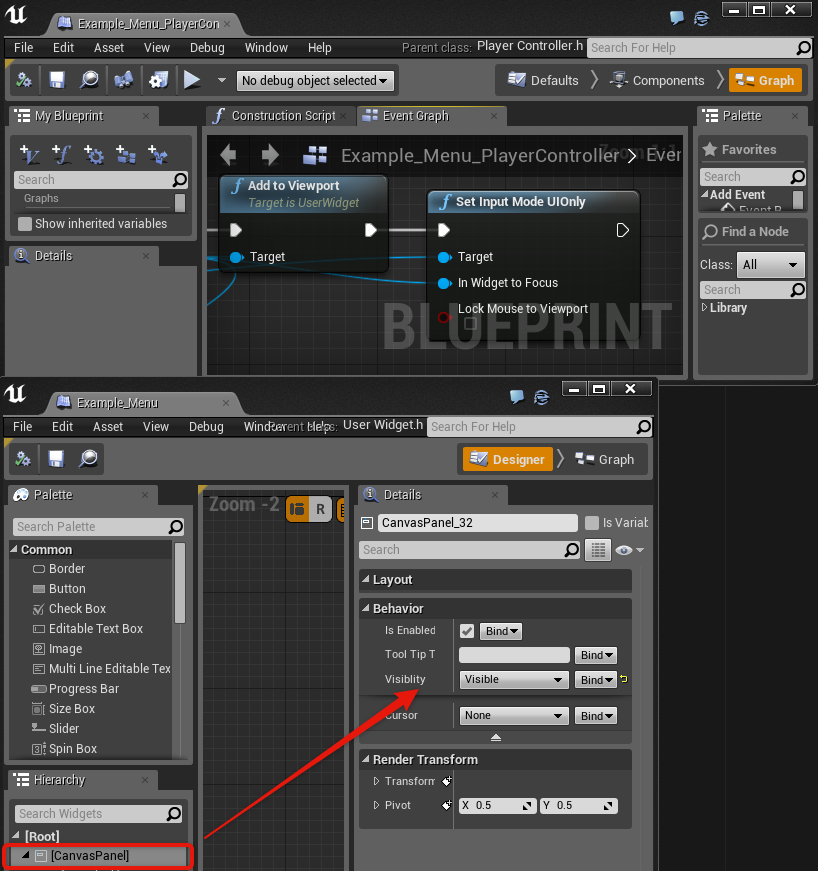 Example_Menu_PlayerCon
File Edit Asset View Debug Window Help Parent class: Player Controller.h Search For Help
No debug object selected Defaults Components Graph
My Blueprint Construction Script Event Graph Palette
Favorites
Example_Menu_PlayerController > Even
Search
Search
Graphs
Add Event
Show inherited variables
Add to Viewport
Target is UserWidget
Set Input Mode UIOnly
Find a Node
Details
Target
Target
Class: All
In Widget to Focus
Search
Lock Mouse to Viewport
Library
BLUEPRINT
Example_Menu
File Edit Asset View Debug Window Help User Widget.h Search For Help
Designer Graph
Palette
Details
Zoom -2
R
CanvasPanel_32
Is Variab
Search Palette
Search
Common
Border
Button
Check Box
Editable Text Box
Image
Multi Line Editable Tex
Progress Bar
Size Box
Slider
Spin Box
Layout
Behavior
Is Enabled Bind
Tool Tip T Bind
Visiblity Visible Bind
Cursor None Bind
Render Transform
Transform
Pivot X 0.5 Y 0.5
Hierarchy
Search Widgets
[Root]
[CanvasPanel]